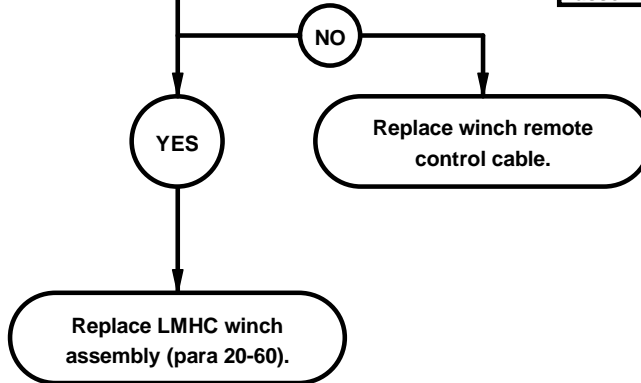 NO
YES
Replace winch remote
control cable.
Replace LMHC winch
assembly (para 20-60).